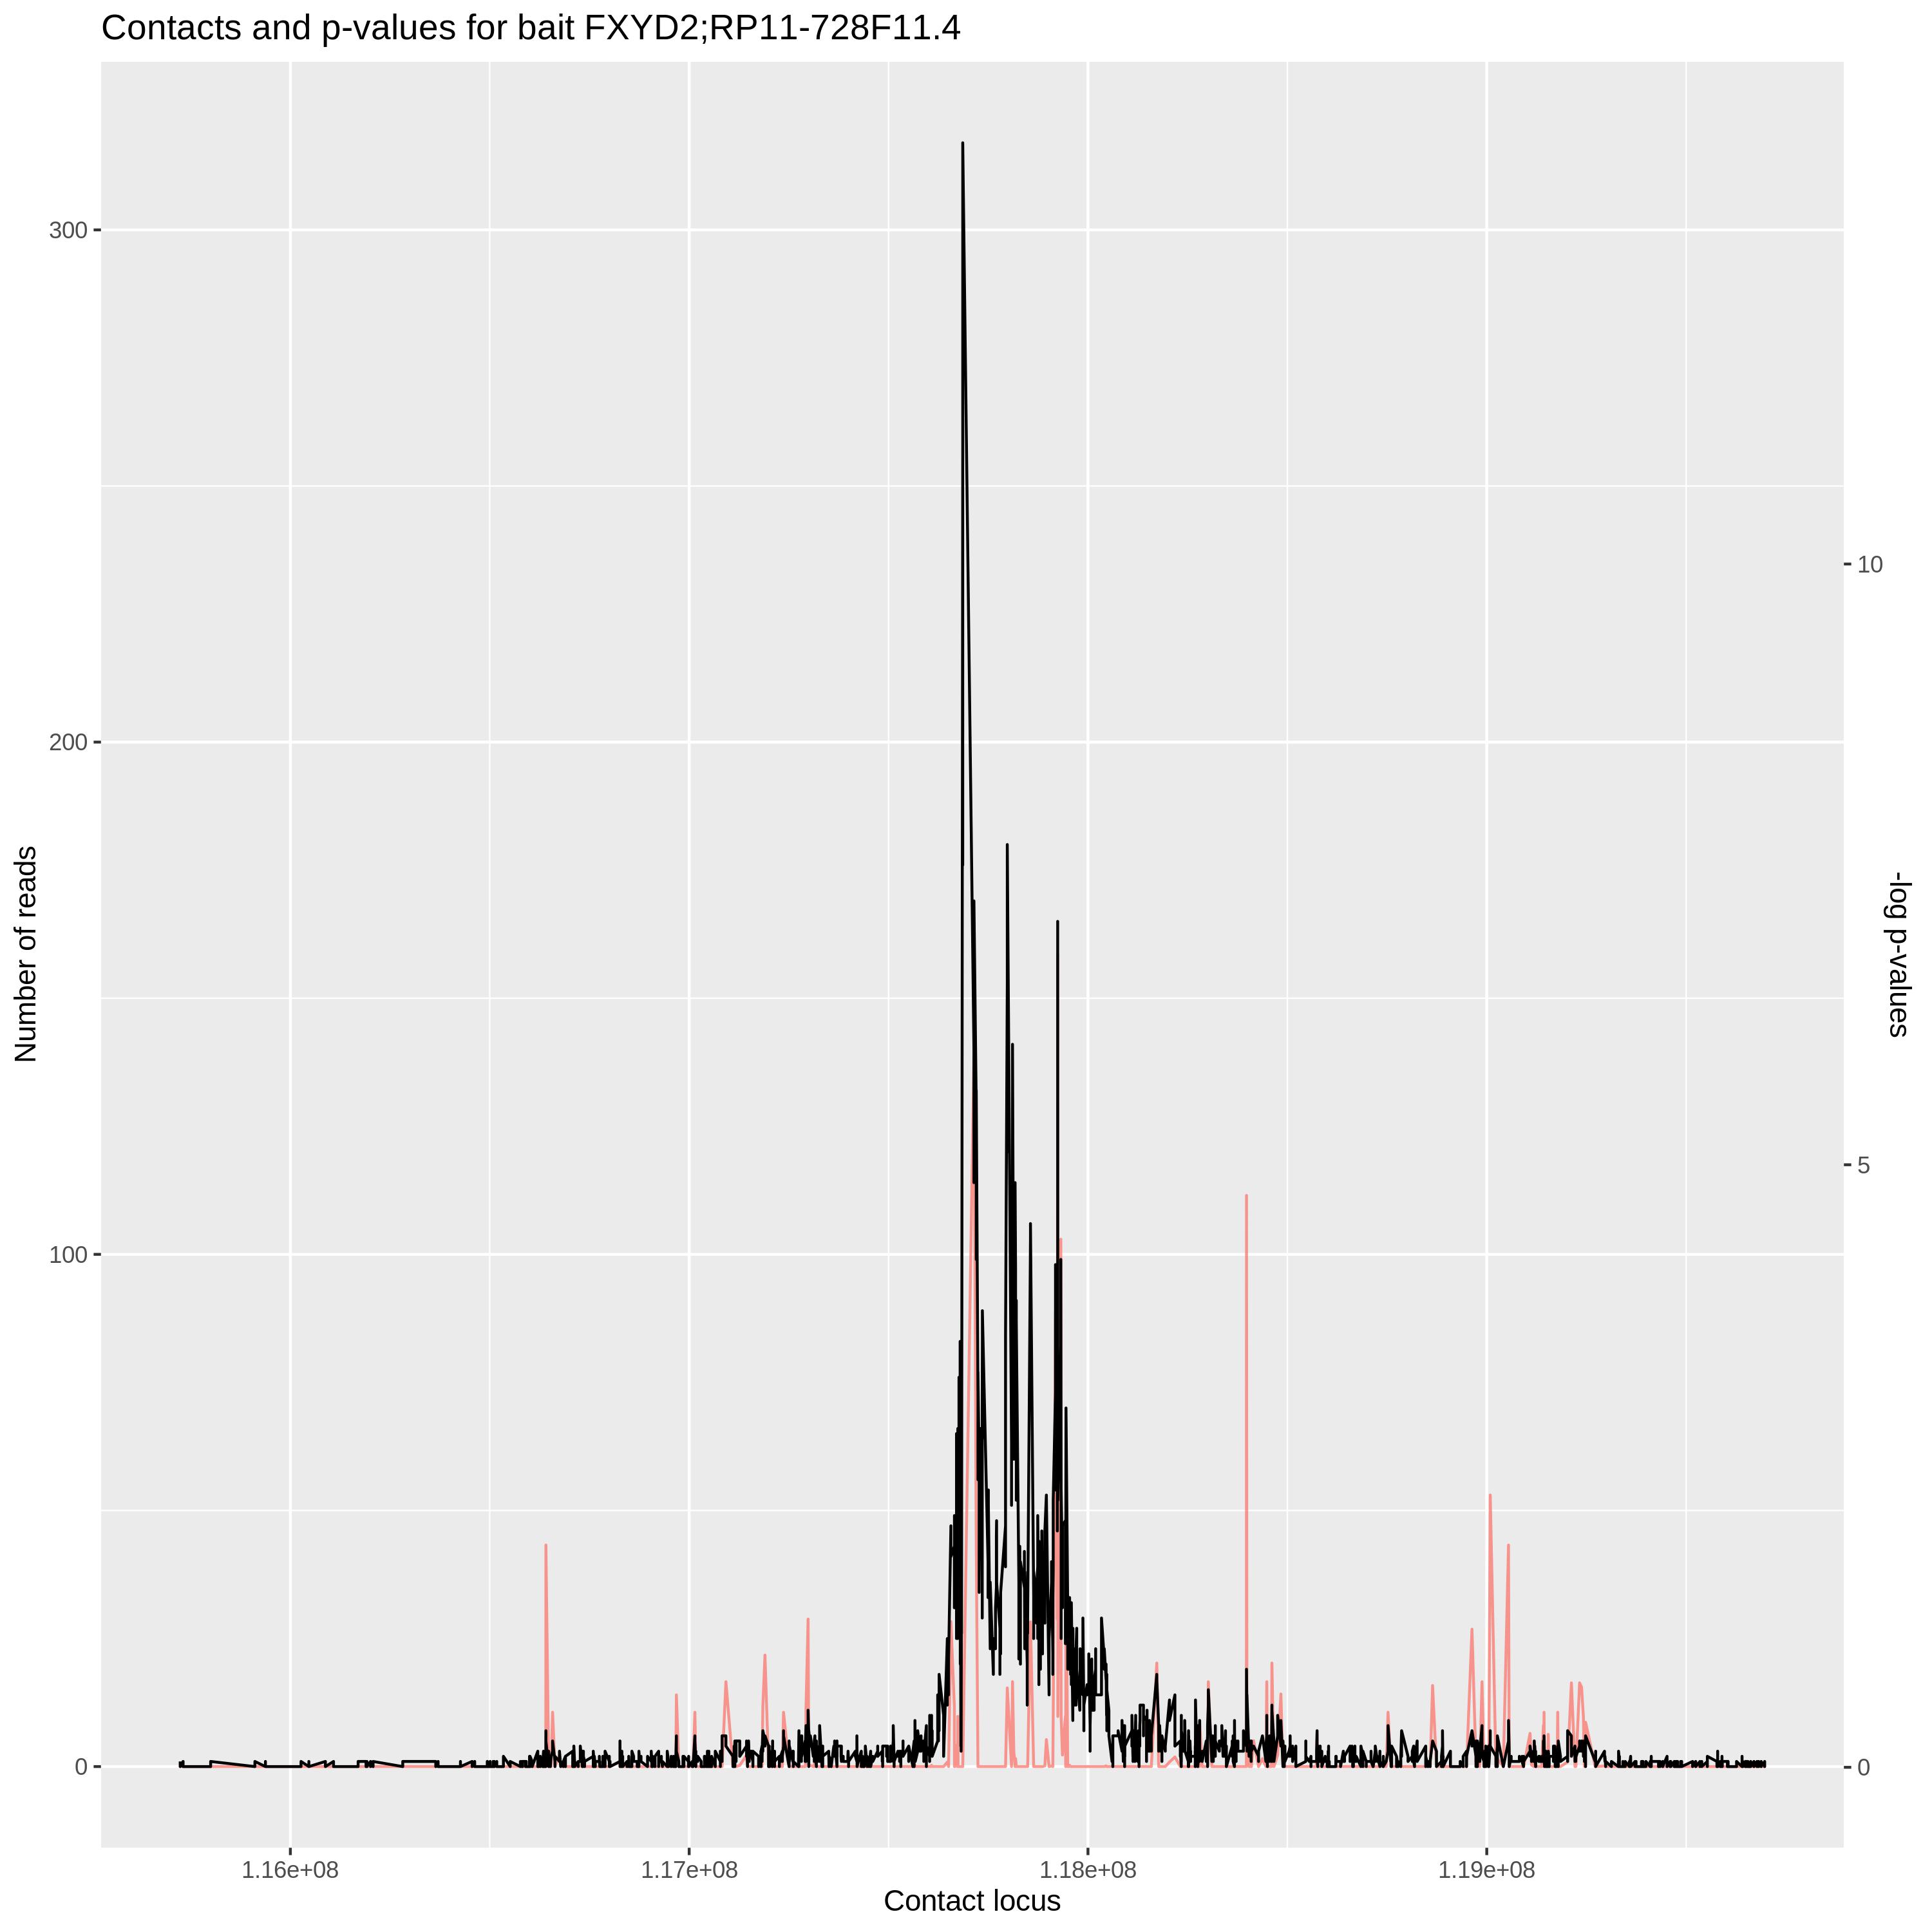 Contacts and p-values for bait FXYD2;RP11-728F11.4
300
200
100
0
Number of reads
10
5
0
-log p-values
1.16e+08
1.17e+08
1.18e+08
1.19e+08
Contact locus